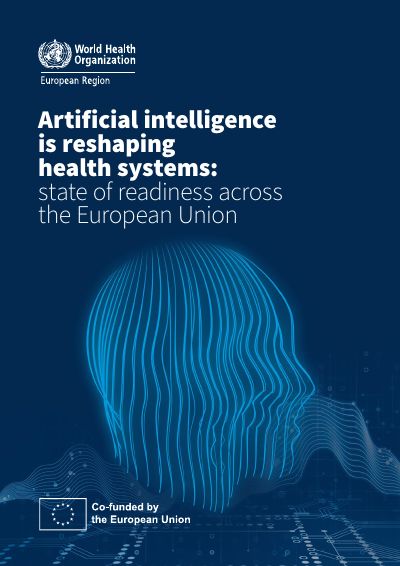 World Health
Organization
European Region
Artificial intelligence
is reshaping
health systems:
state of readiness across
the European Union
Co-funded by
the European Union